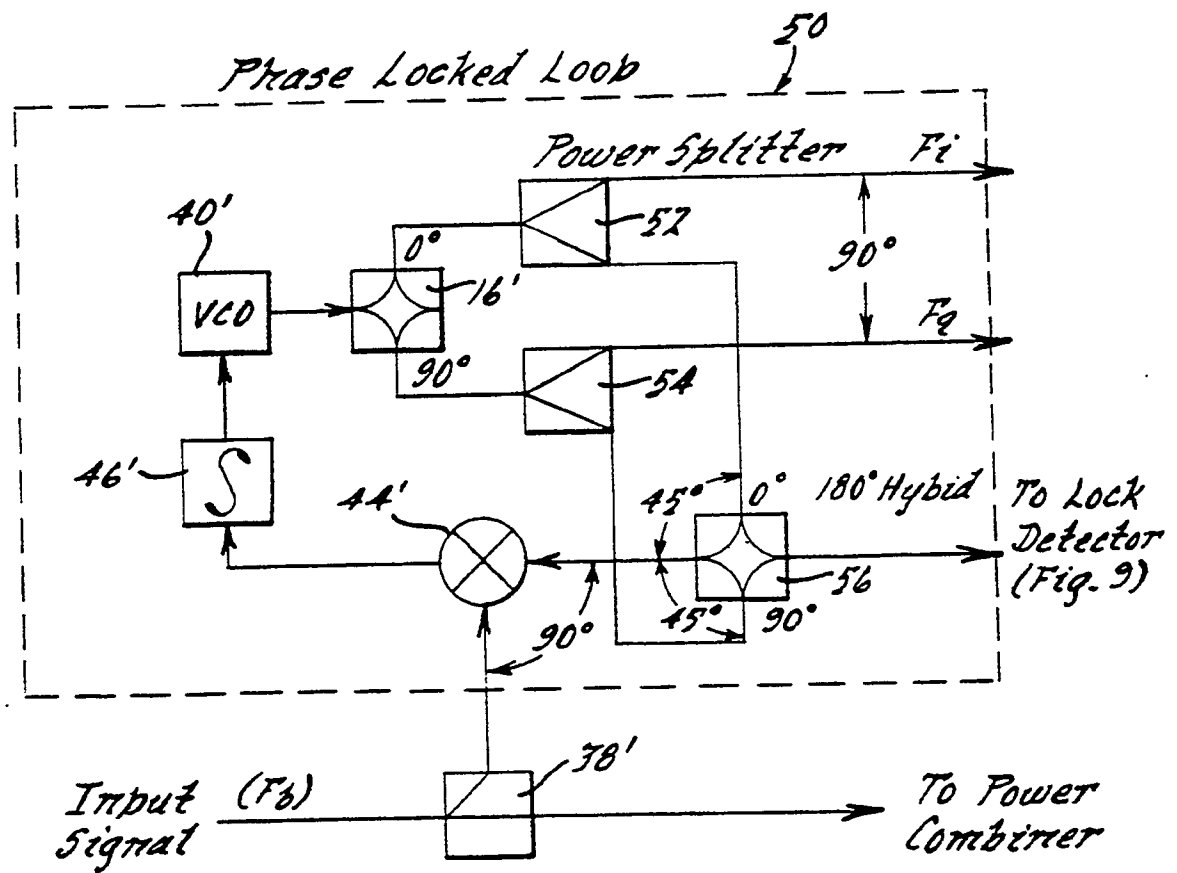 50
Phase Locked Loop
Power Splitter
Fi
40'
52
0°
90°
16'
VCO
Fq
90°
54
46'
44'
45°
0°
180° Hybid
To Lock
Detector
(Fig. 9)
56
90°
45°
90°
38'
Input
Signal
(Fb)
To Power
Combiner